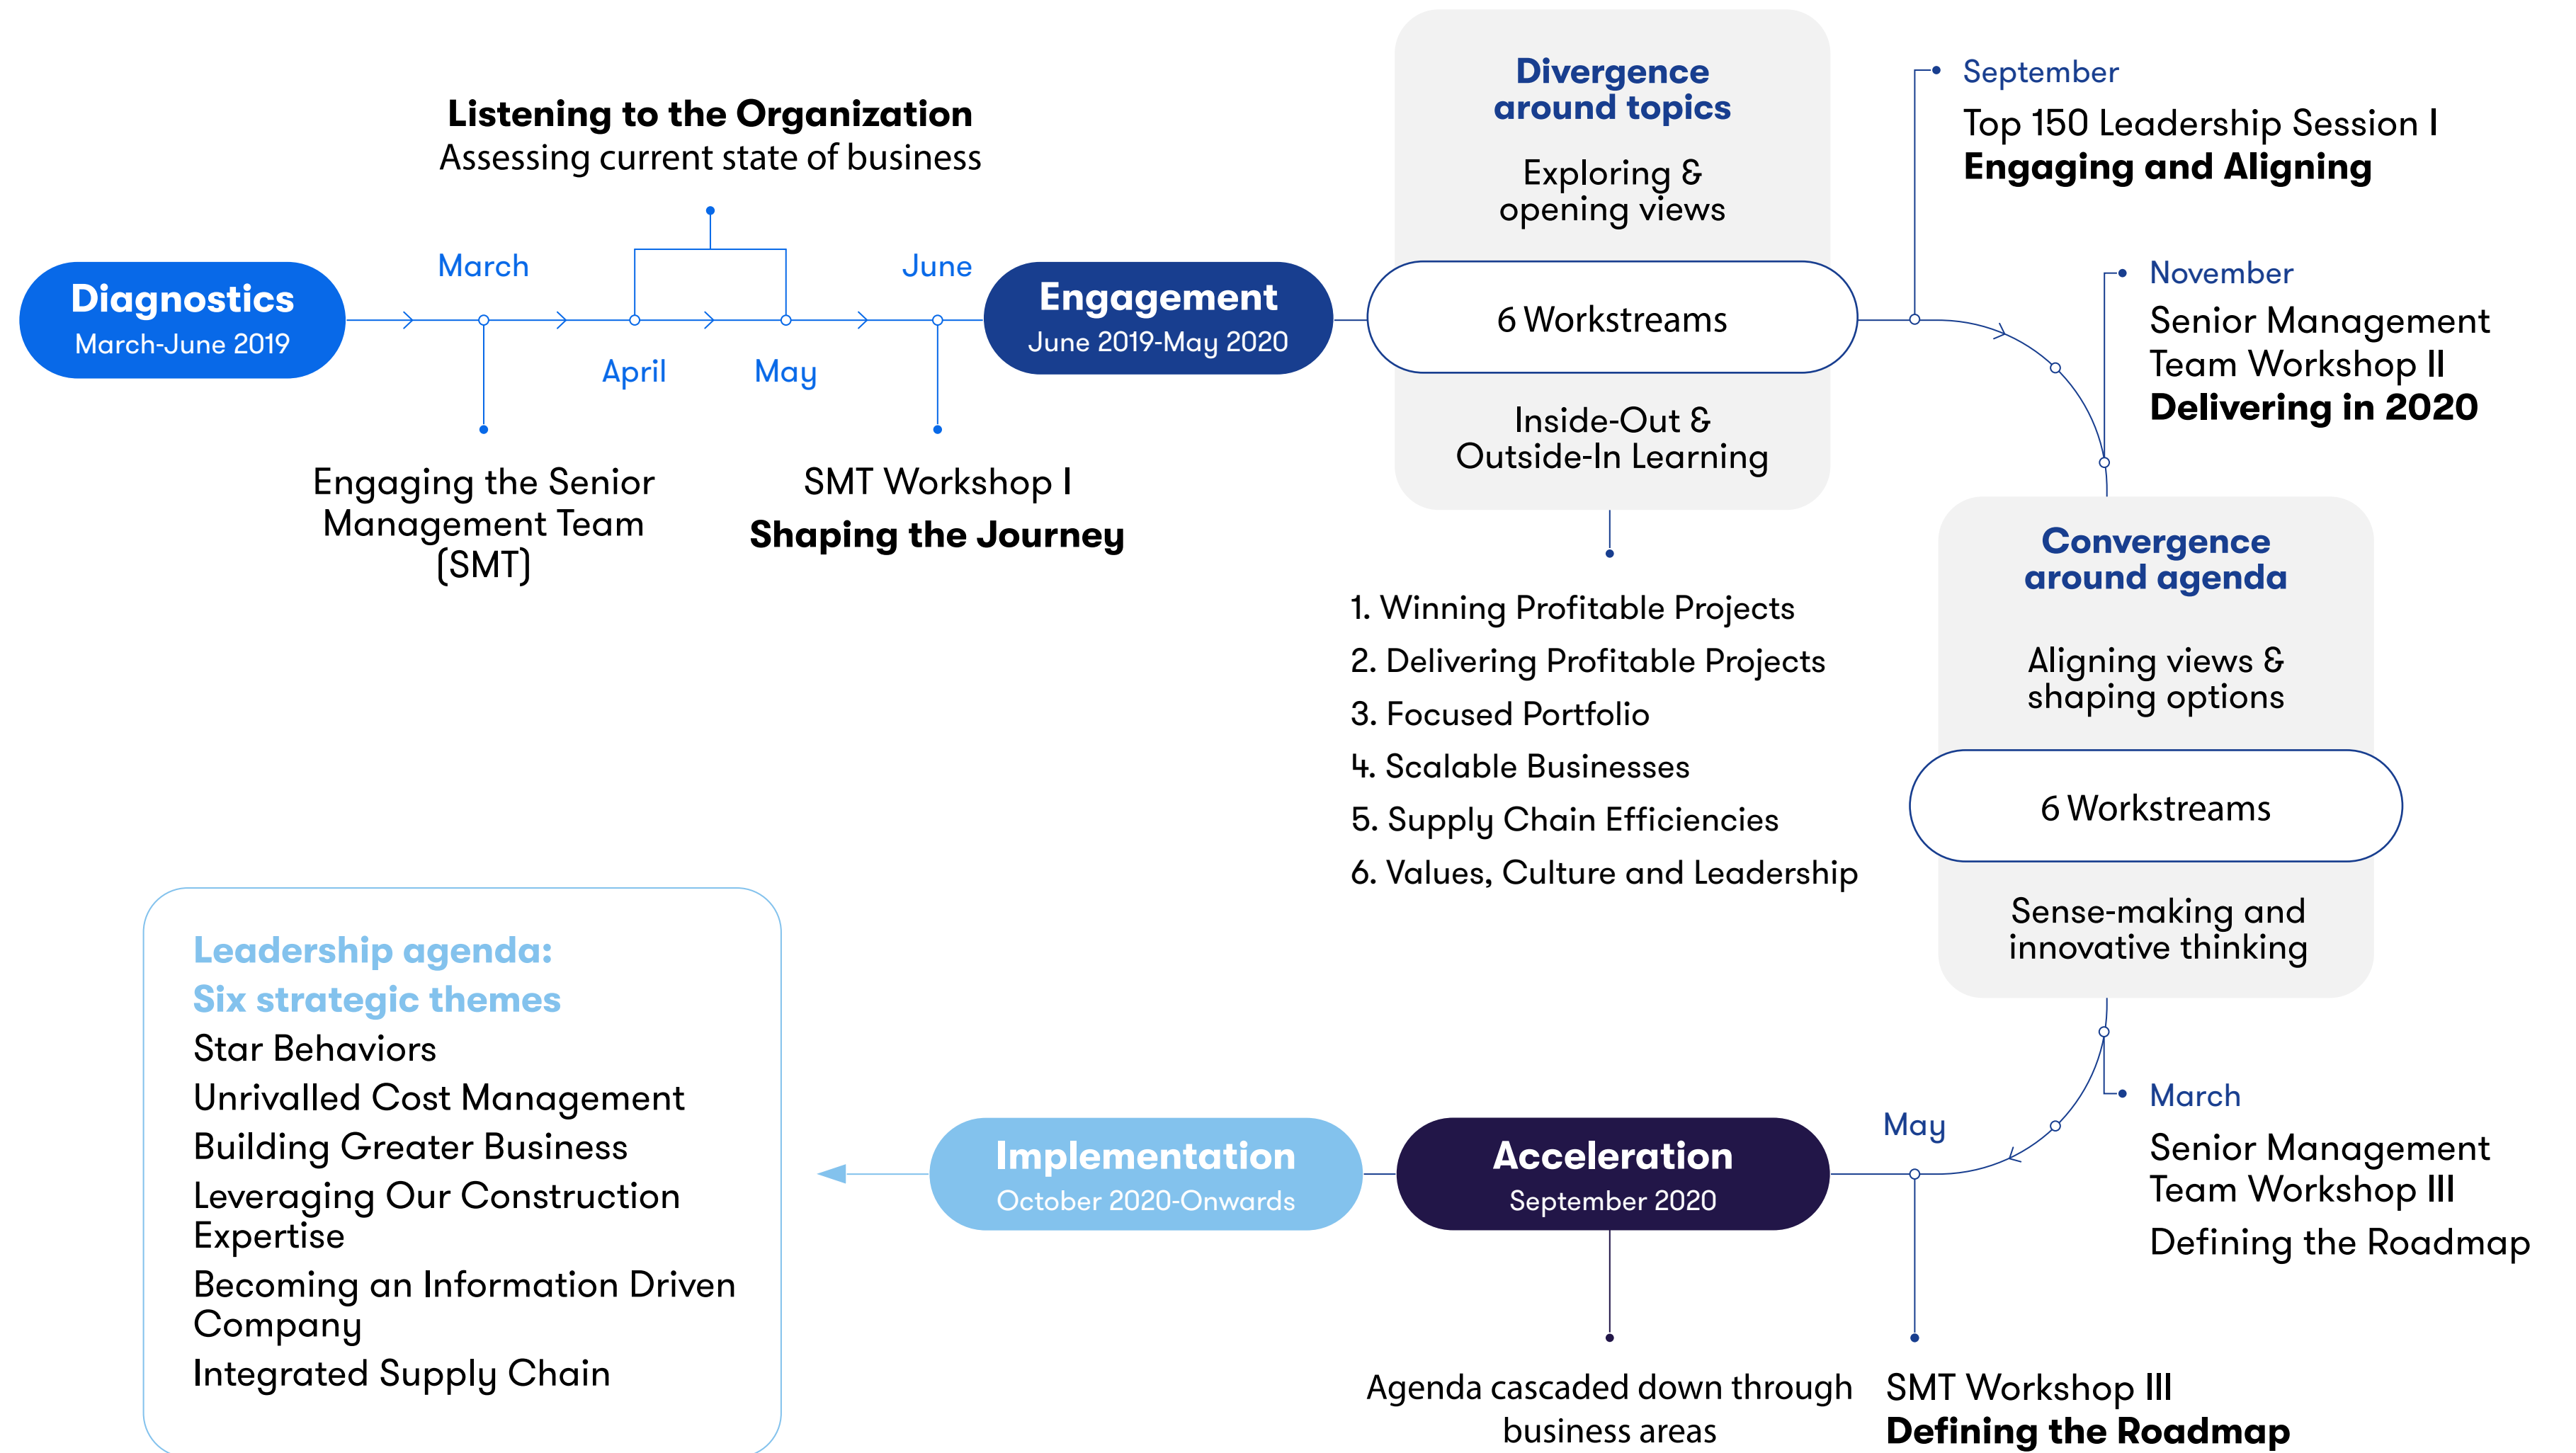 Diagnostics
March-June 2019
Listening to the Organization
Assessing current state of business
March
April
May
June
Engaging the Senior
Management Team
(SMT)
SMT Workshop I
Shaping the Journey
Engagement
June 2019-May 2020
Divergence
around topics
Exploring &
opening views
6 Workstreams
Inside-Out &
Outside-In Learning
1. Winning Profitable Projects
2. Delivering Profitable Projects
3. Focused Portfolio
4. Scalable Businesses
5. Supply Chain Efficiencies
6. Values, Culture and Leadership
September
Top 150 Leadership Session I
Engaging and Aligning
November
Senior Management
Team Workshop II
Delivering in 2020
Convergence
around agenda
Aligning views &
shaping options
6 Workstreams
Sense-making and
innovative thinking
March
Senior Management
Team Workshop III
Defining the Roadmap
May
SMT Workshop III
Defining the Roadmap
Acceleration
September 2020
Agenda cascaded down through
business areas
Implementation
October 2020-Onwards
Leadership agenda:
Six strategic themes
Star Behaviors
Unrivalled Cost Management
Building Greater Business
Leveraging Our Construction
Expertise
Becoming an Information Driven
Company
Integrated Supply Chain